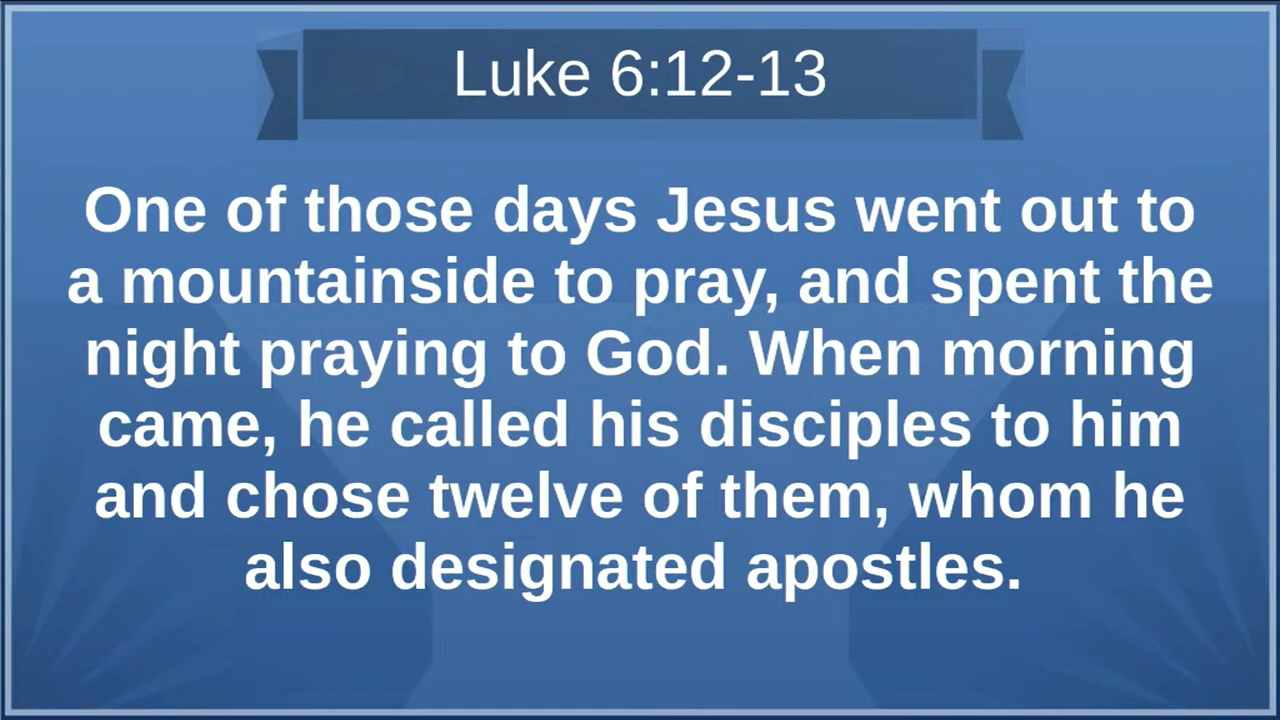 Luke 6:12-13
One of those days Jesus went out to
a mountainside to pray, and spent the
night praying to God. When morning
came, he called his disciples to him
and chose twelve of them, whom he
also designated apostles.